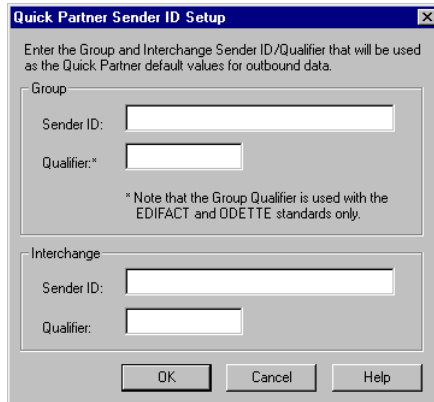 Quick Partner Sender ID Setup
Enter the Group and Interchange Sender ID/Qualifier that will be used
as the Quick Partner default values for outbound data.
Group
Sender ID:
Qualifier:*
* Note that the Group Qualifier is used with the
EDIFACT and ODETTE standards only.
Interchange
Sender ID:
Qualifier:
OK Cancel Help